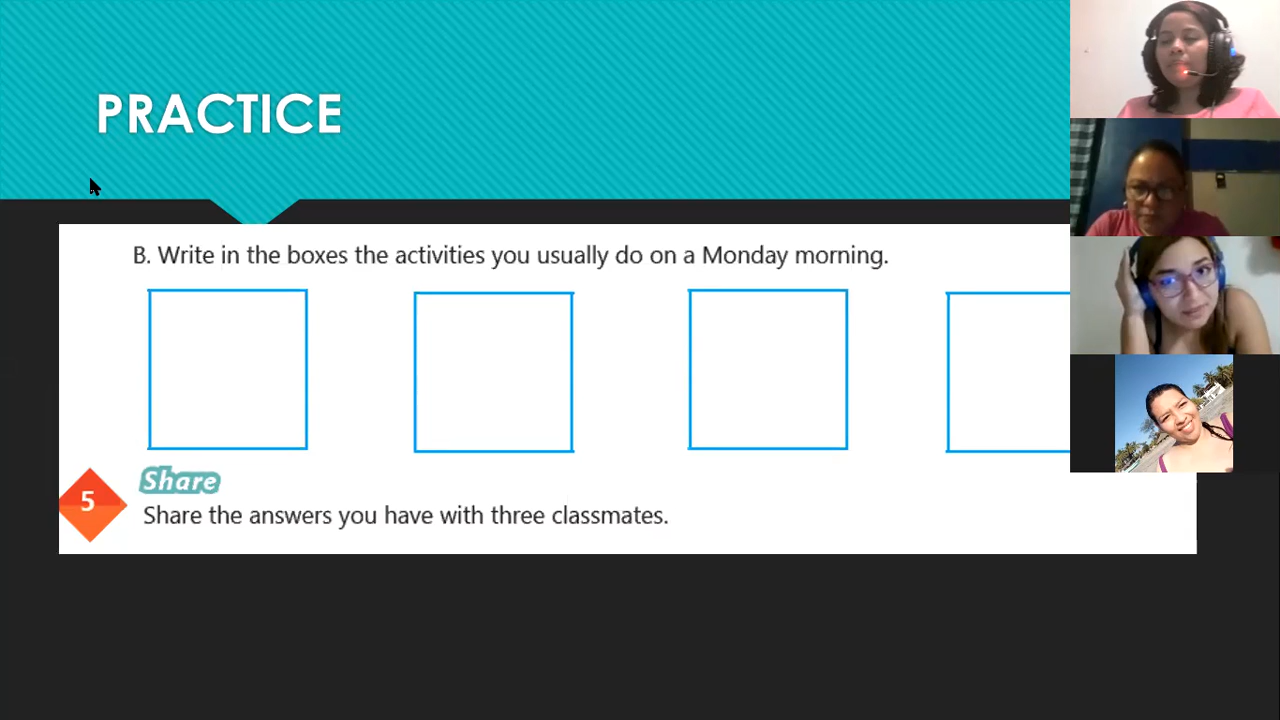 PRACTICE
B. Write in the boxes the activities you usually do on a Monday morning.
Share
5
Share the answers you have with three classmates.